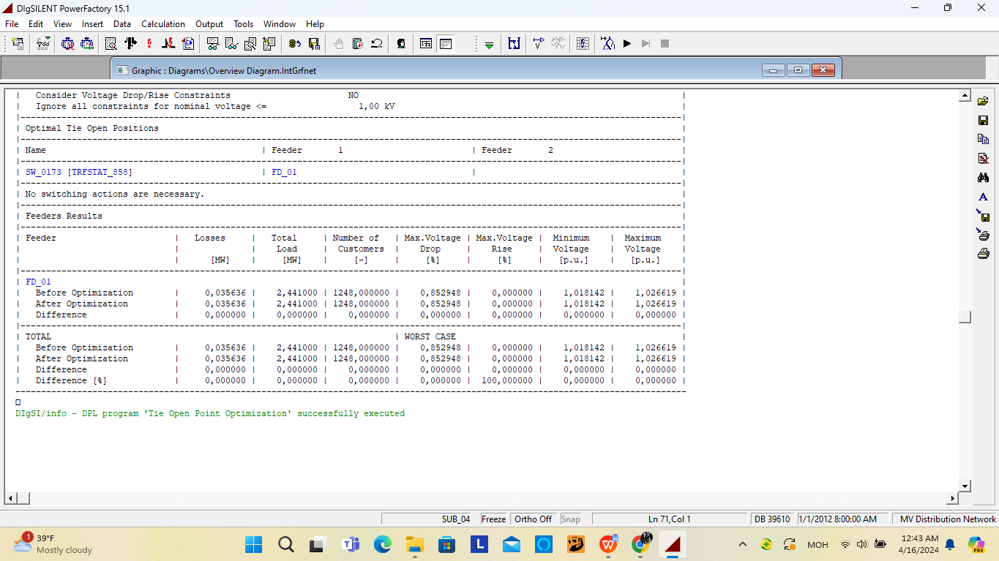 DIgSILENT PowerFactory 15.1
File Edit View Insert Data Calculation Output Tools Window Help
Graphic : Diagrams\Overview Diagram.IntGrfnet
| Consider Voltage Drop/Rise Constraints NO |
| Ignore all constraints for nominal voltage <= 1,00 kV |
| Optimal Tie Open Positions |
| Name | Feeder 1 | Feeder 2 |
| SW_0173 [TRFSTAT_858] | FD_01 | |
| No switching actions are necessary. |
| Feeders Results |
| Feeder | Losses | Total | Number of | Max.Voltage | Max.Voltage | Minimum | Maximum |
| | | Load | Customers | Drop | Rise | Voltage | Voltage |
| | [MW] | [MW] | [-] | [%] | [%] | [p.u.] | [p.u.] |
| FD_01 |
| Before Optimization | 0,035636 | 2,441000 | 1248,000000 | 0,852948 | 0,000000 | 1,018142 | 1,026619 |
| After Optimization | 0,035636 | 2,441000 | 1248,000000 | 0,852948 | 0,000000 | 1,018142 | 1,026619 |
| Difference | 0,000000 | 0,000000 | 0,000000 | 0,000000 | 0,000000 | 0,000000 | 0,000000 |
| TOTAL | WORST CASE |
| Before Optimization | 0,035636 | 2,441000 | 1248,000000 | 0,852948 | 0,000000 | 1,018142 | 1,026619 |
| After Optimization | 0,035636 | 2,441000 | 1248,000000 | 0,852948 | 0,000000 | 1,018142 | 1,026619 |
| Difference | 0,000000 | 0,000000 | 0,000000 | 0,000000 | 0,000000 | 0,000000 | 0,000000 |
| Difference [%] | 0,000000 | 0,000000 | 0,000000 | 0,000000 | 100,000000 | 0,000000 | 0,000000 |
DIgSI/info - DPL program 'Tie Open Point Optimization' successfully executed
SUB_04 Freeze Ortho Off Snap Ln 71,Col 1 DB 39610 1/1/2012 8:00:00 AM MV Distribution Network
1
39°F
Mostly cloudy
MOH
12:43 AM
4/16/2024
PRE